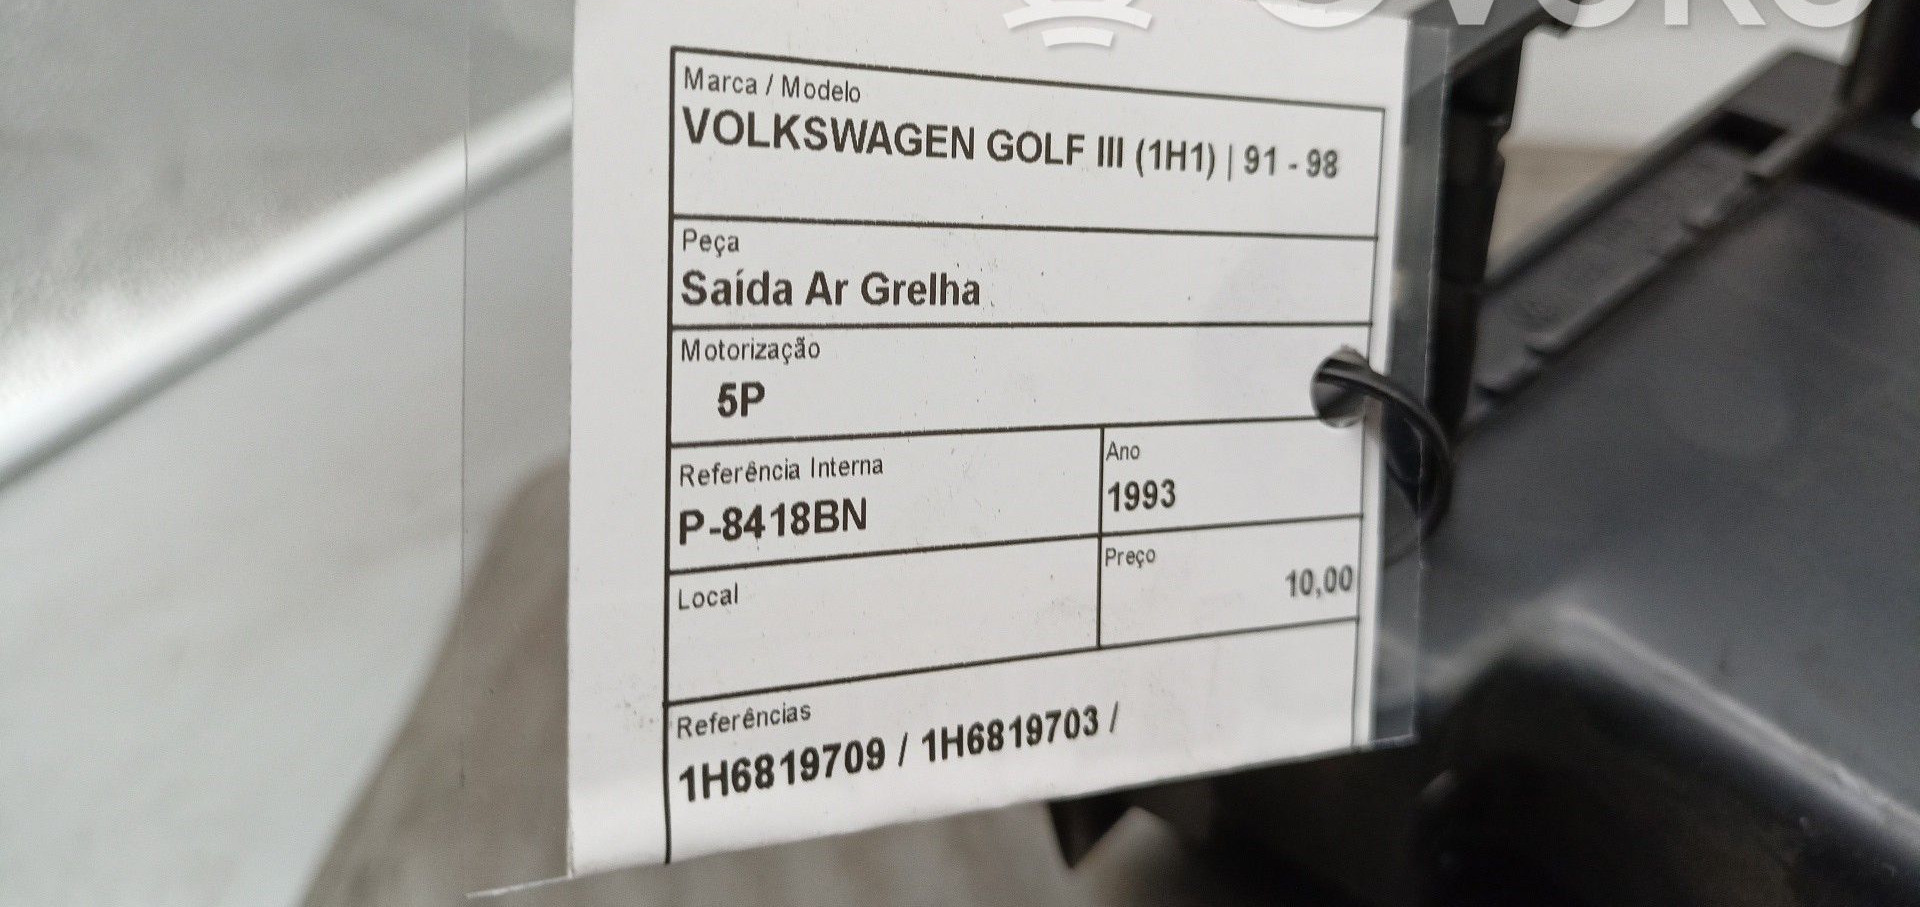 Marca / Modelo
VOLKSWAGEN GOLF III (1H1) | 91 - 98
Peça
Saída Ar Grelha
Motorização
5P
Referência Interna
P-8418BN
Ano
1993
Local
Preço
10,00
Referências
1H6819709 / 1H6819703 /